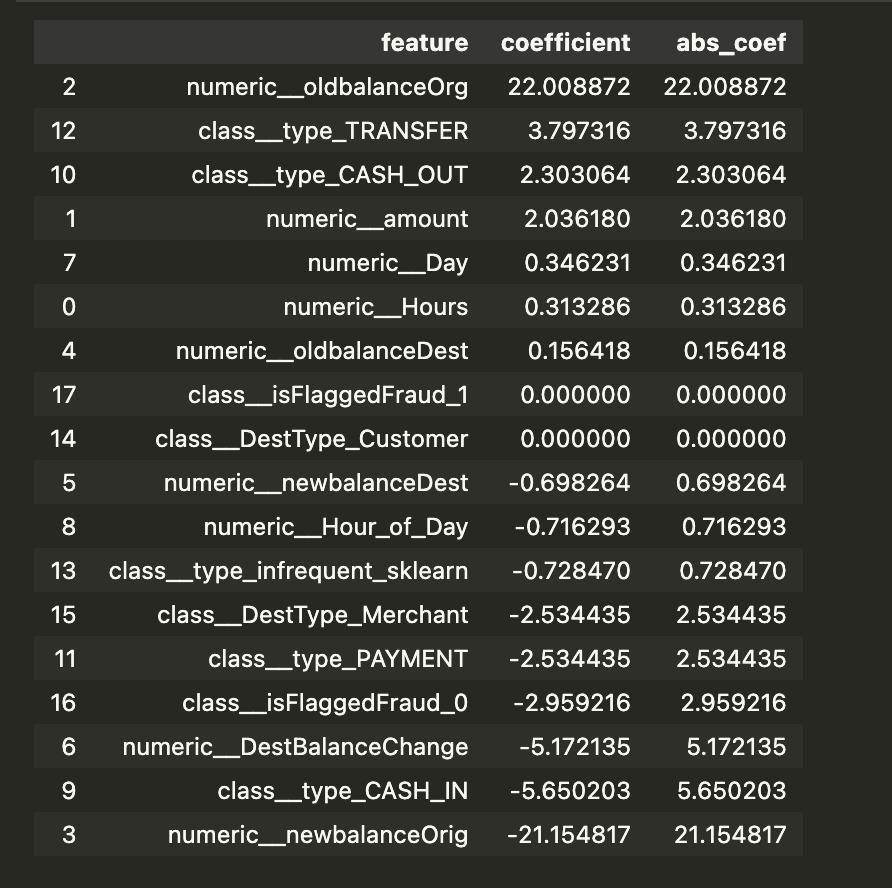 feature coefficient abs_coef
2 numeric__oldbalanceOrg 22.008872 22.008872
12 class__type_TRANSFER 3.797316 3.797316
10 class__type_CASH_OUT 2.303064 2.303064
1 numeric__amount 2.036180 2.036180
7 numeric__Day 0.346231 0.346231
0 numeric__Hours 0.313286 0.313286
4 numeric__oldbalanceDest 0.156418 0.156418
17 class__isFlaggedFraud_1 0.000000 0.000000
14 class__DestType_Customer 0.000000 0.000000
5 numeric__newbalanceDest -0.698264 0.698264
8 numeric__Hour_of_Day -0.716293 0.716293
13 class__type_infrequent_sklearn -0.728470 0.728470
15 class__DestType_Merchant -2.534435 2.534435
11 class__type_PAYMENT -2.534435 2.534435
16 class__isFlaggedFraud_0 -2.959216 2.959216
6 numeric__DestBalanceChange -5.172135 5.172135
9 class__type_CASH_IN -5.650203 5.650203
3 numeric__newbalanceOrig -21.154817 21.154817